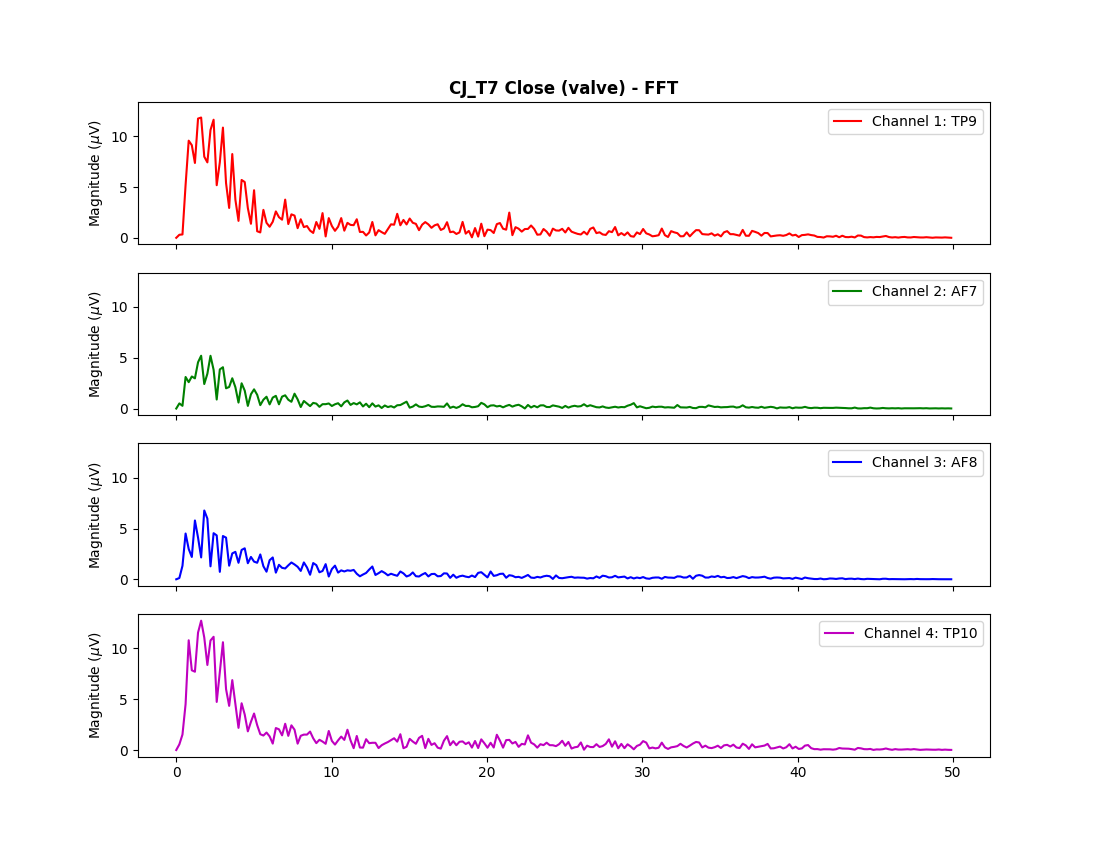 CJ_T7 Close (valve) - FFT
Magnitude (μV)
10
5
0
Channel 1: TP9
Magnitude (μV)
10
5
0
Channel 2: AF7
Magnitude (μV)
10
5
0
Channel 3: AF8
Magnitude (μV)
10
5
0
Channel 4: TP10
0 10 20 30 40 50